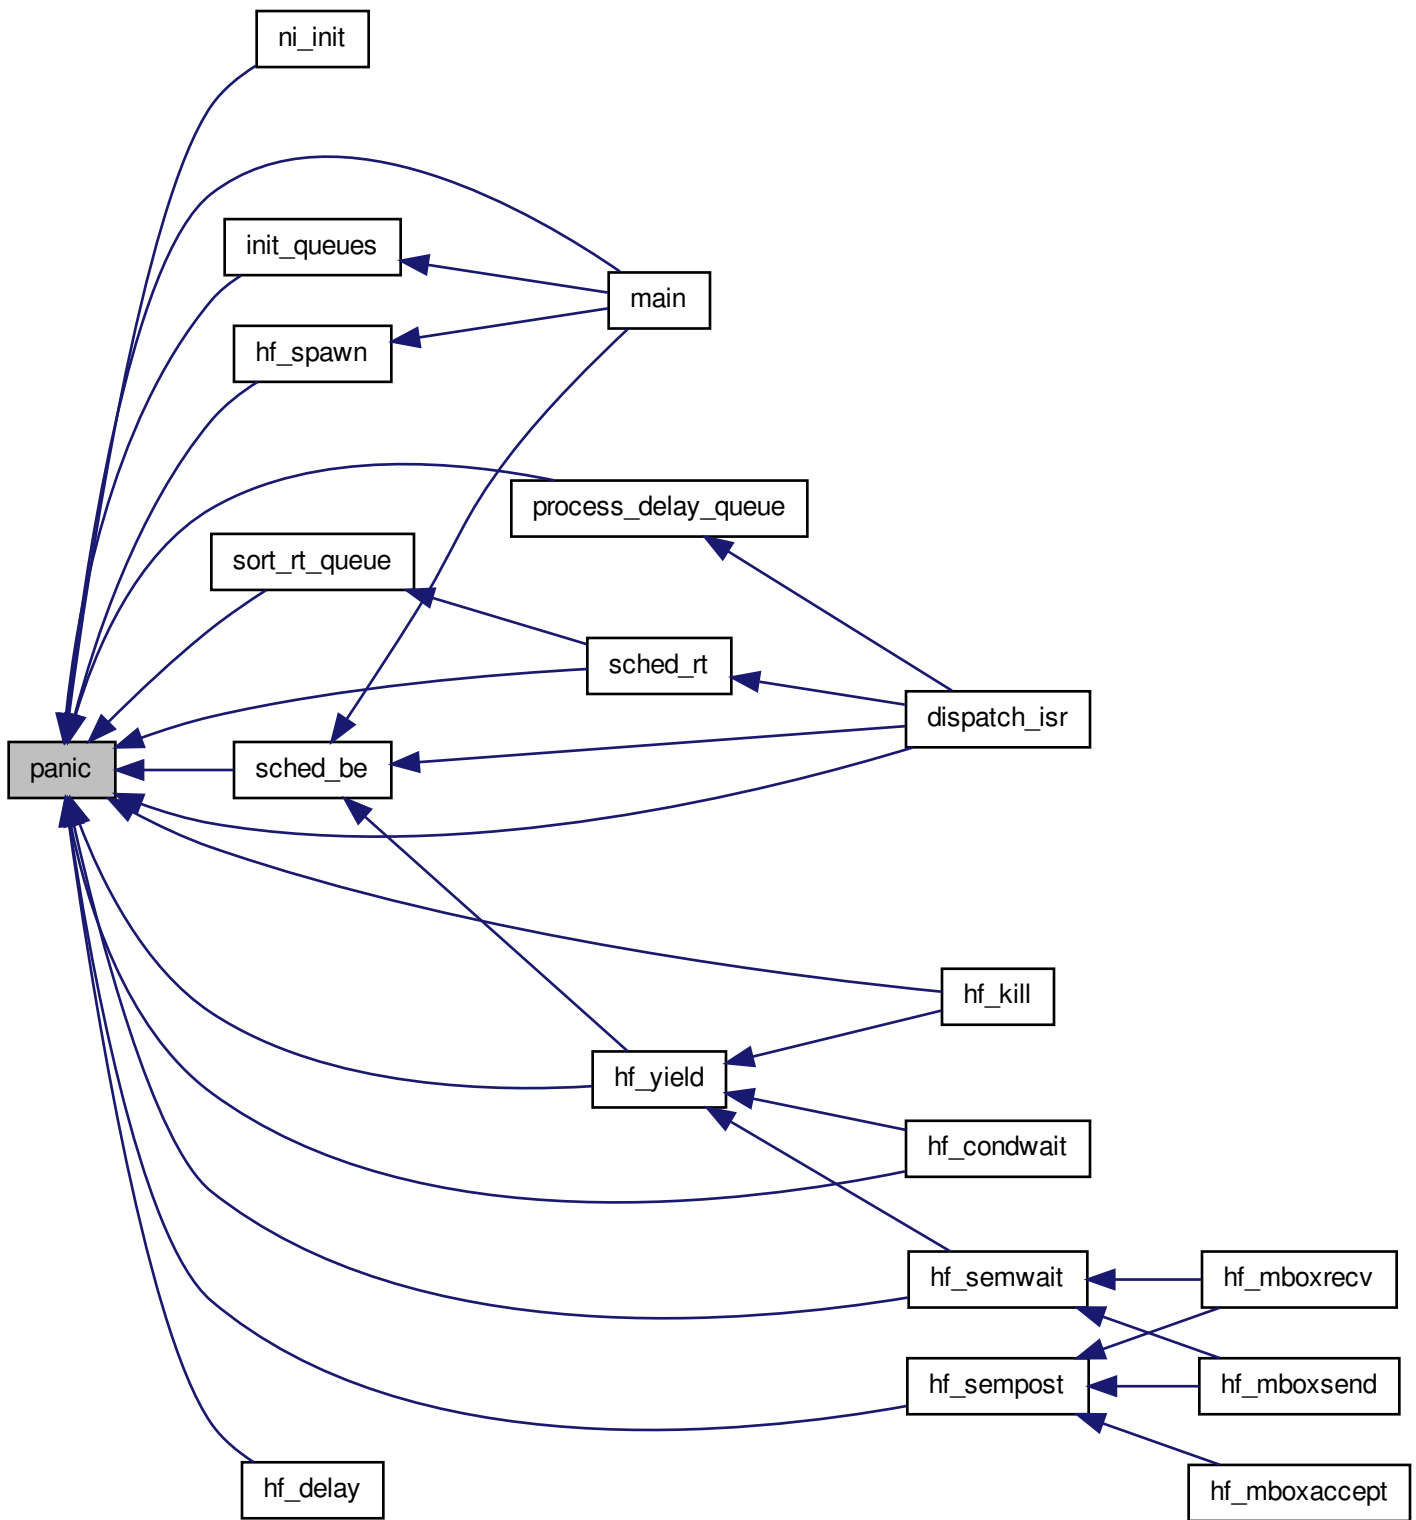 ni_init
init_queues
main
hf_spawn
process_delay_queue
sort_rt_queue
sched_rt
dispatch_isr
panic
sched_be
hf_kill
hf_yield
hf_condwait
hf_semwait
hf_mboxrecv
hf_sempost
hf_mboxsend
hf_delay
hf_mboxaccept